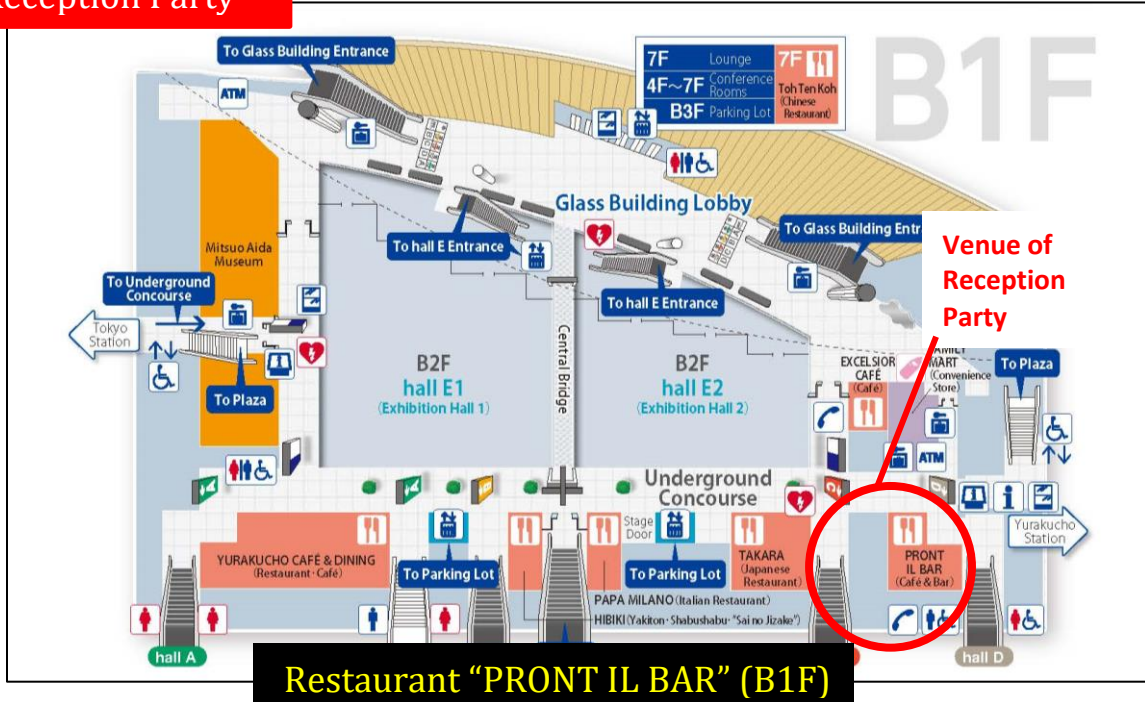 Reception Party
To Glass Building Entrance
ATM
7F Lounge
4F~7F Conference Rooms
B3F Parking Lot
7F
Toh Ten Koh
(Chinese
Restaurant)
B1F
Glass Building Lobby
To Glass Building Entr
Venue of
Reception
Party
Mitsuo Aida
Museum
To hall E Entrance
To hall E Entrance
To Underground
Concourse
Tokyo
Station
To Plaza
B2F
hall E1
(Exhibition Hall 1)
Central Bridge
B2F
hall E2
(Exhibition Hall 2)
EXCELSIOR
CAFÉ
(Café)
AMILY
MART
(Convenience
Store)
To Plaza
ATM
Underground
Concourse
Yurakucho
Station
YURAKUCHO CAFÉ & DINING
(Restaurant·Café)
To Parking Lot
Stage
Door
To Parking Lot
TAKARA
(Japanese
Restaurant)
PRONT
IL BAR
(Café & Bar)
PAPA MILANO (Italian Restaurant)
HIBIKI (Yakiton·Shabushabu·"Sai no Jizake")
hall A
hall D
Restaurant “PRONT IL BAR” (B1F)